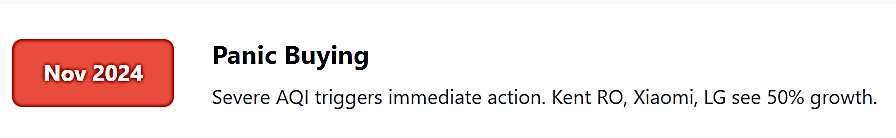 Nov 2024
Panic Buying
Severe AQI triggers immediate action. Kent RO, Xiaomi, LG see 50% growth.